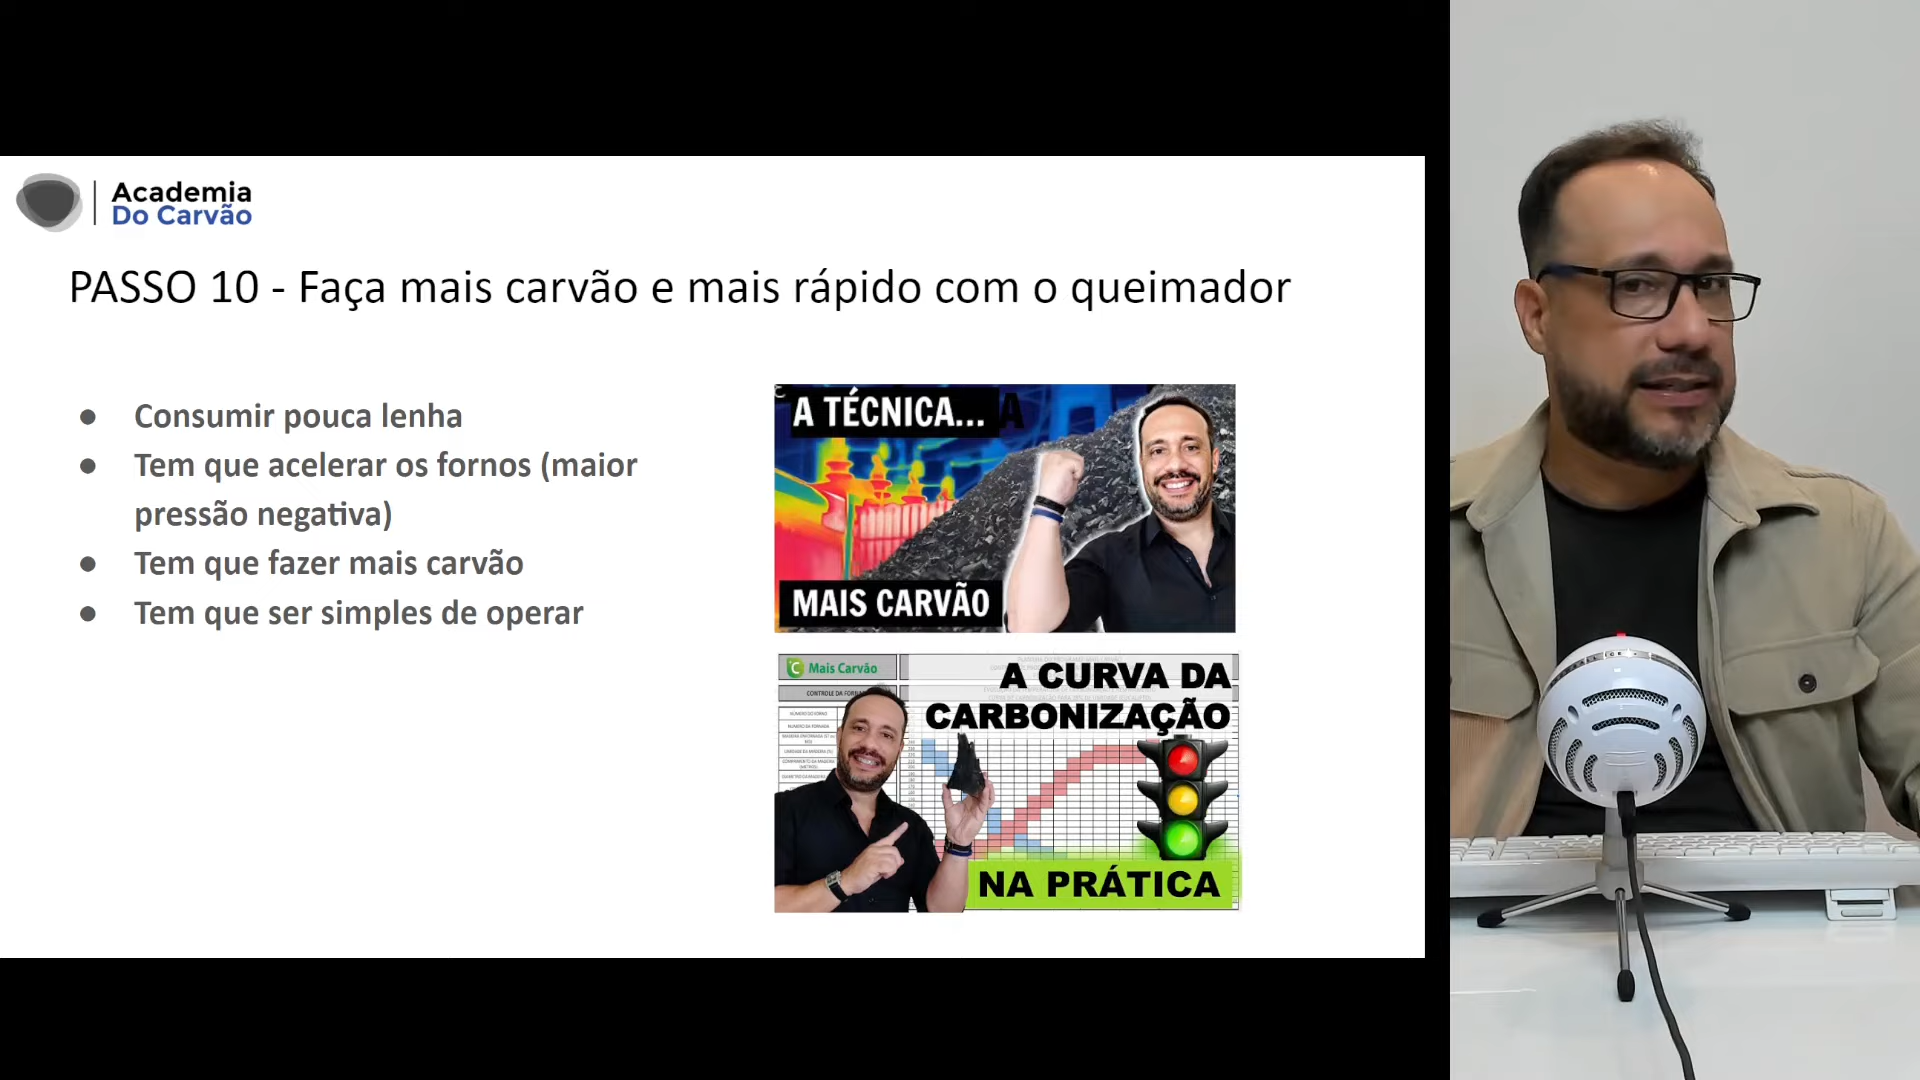 Academia
Do Carvão
PASSO 10 - Faça mais carvão e mais rápido com o queimador
● Consumir pouca lenha
● Tem que acelerar os fornos (maior
pressão negativa)
● Tem que fazer mais carvão
● Tem que ser simples de operar
A TÉCNICA... A
MAIS CARVÃO
Mais Carvão
A CURVA DA
CARBONIZAÇÃO
NA PRÁTICA